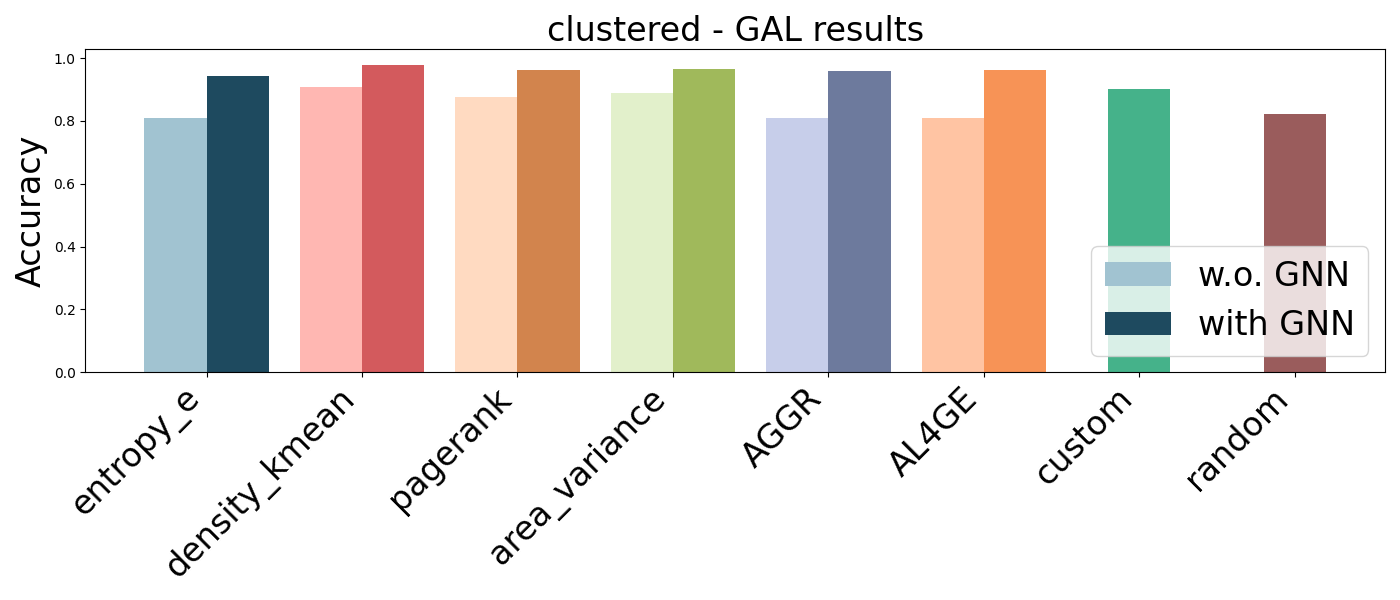 clustered - GAL results
Accuracy
1.0
0.8
0.6
0.4
0.2
0.0
w.o. GNN
with GNN
entropy_e
density_kmean
pagerank
area_variance
AGGR
AL4GE
custom
random